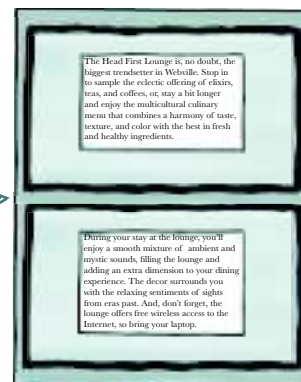 The Head First Lounge is, no doubt, the
biggest trendsetter in Webville. Stop in
to sample the eclectic offering of elixirs,
teas, and coffees, or, stay a bit longer
and enjoy the multicultural culinary
menu that combines a harmony of taste,
texture, and color with the best in fresh
and healthy ingredients.
During your stay at the lounge, you'll
enjoy a smooth mixture of ambient and
mystic sounds, filling the lounge and
adding an extra dimension to your dining
experience. The decor surrounds you
with the relaxing sentiments of sights
from eras past. And, don't forget, the
lounge offers free wireless access to the
Internet, so bring your laptop.